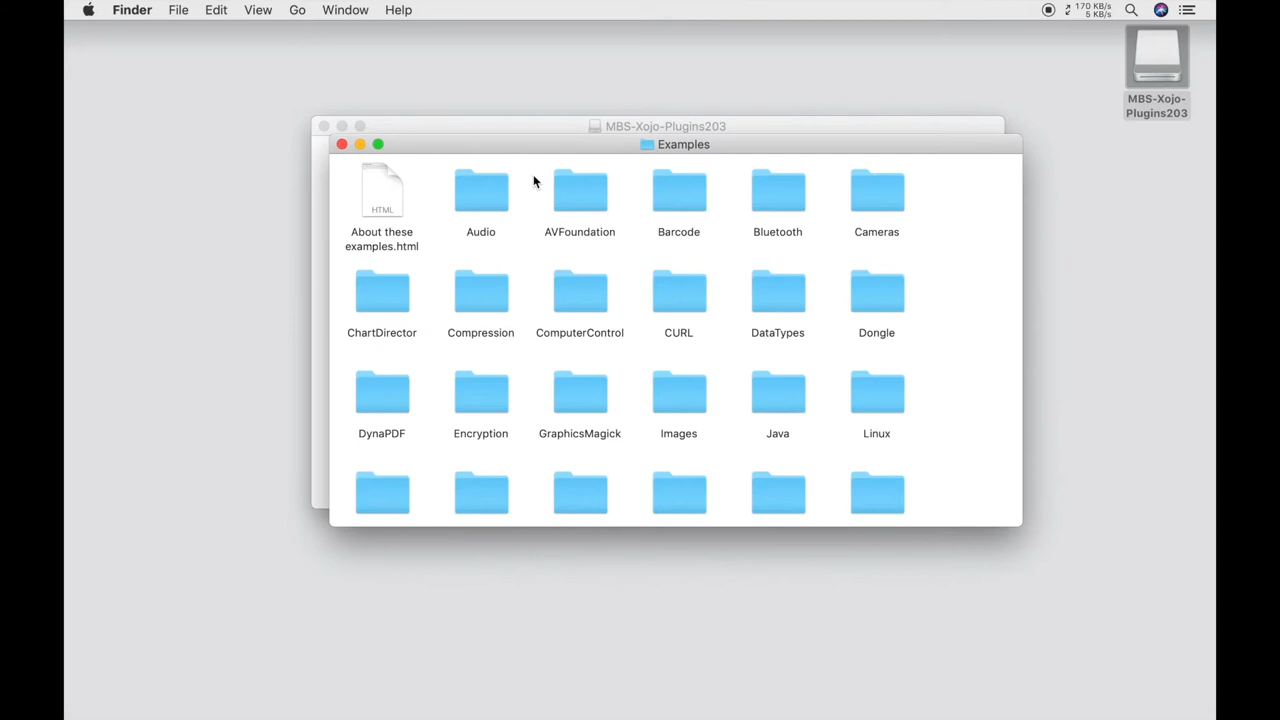 Finder File Edit View Go Window Help
170 KB/s
5 KB/s
MBS-Xojo-
Plugins203
MBS-Xojo-Plugins203
Examples
HTML
About these
examples.html
Audio
AVFoundation
Barcode
Bluetooth
Cameras
ChartDirector
Compression
ComputerControl
CURL
DataTypes
Dongle
DynaPDF
Encryption
GraphicsMagick
Images
Java
Linux